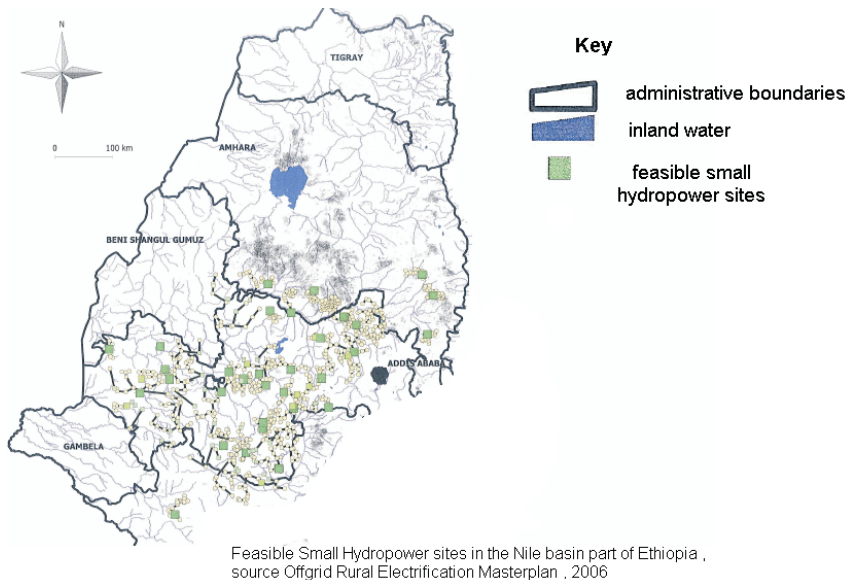 N
Key
TIGRAY
administrative boundaries
inland water
0 100 km
AMHARA
feasible small
hydropower sites
BENI SHANGUL GUMUZ
ADDIS ABABA
GAMBELA
Feasible Small Hydropower sites in the Nile basin part of Ethiopia ,
source Offgrid Rural Electrification Masterplan , 2006